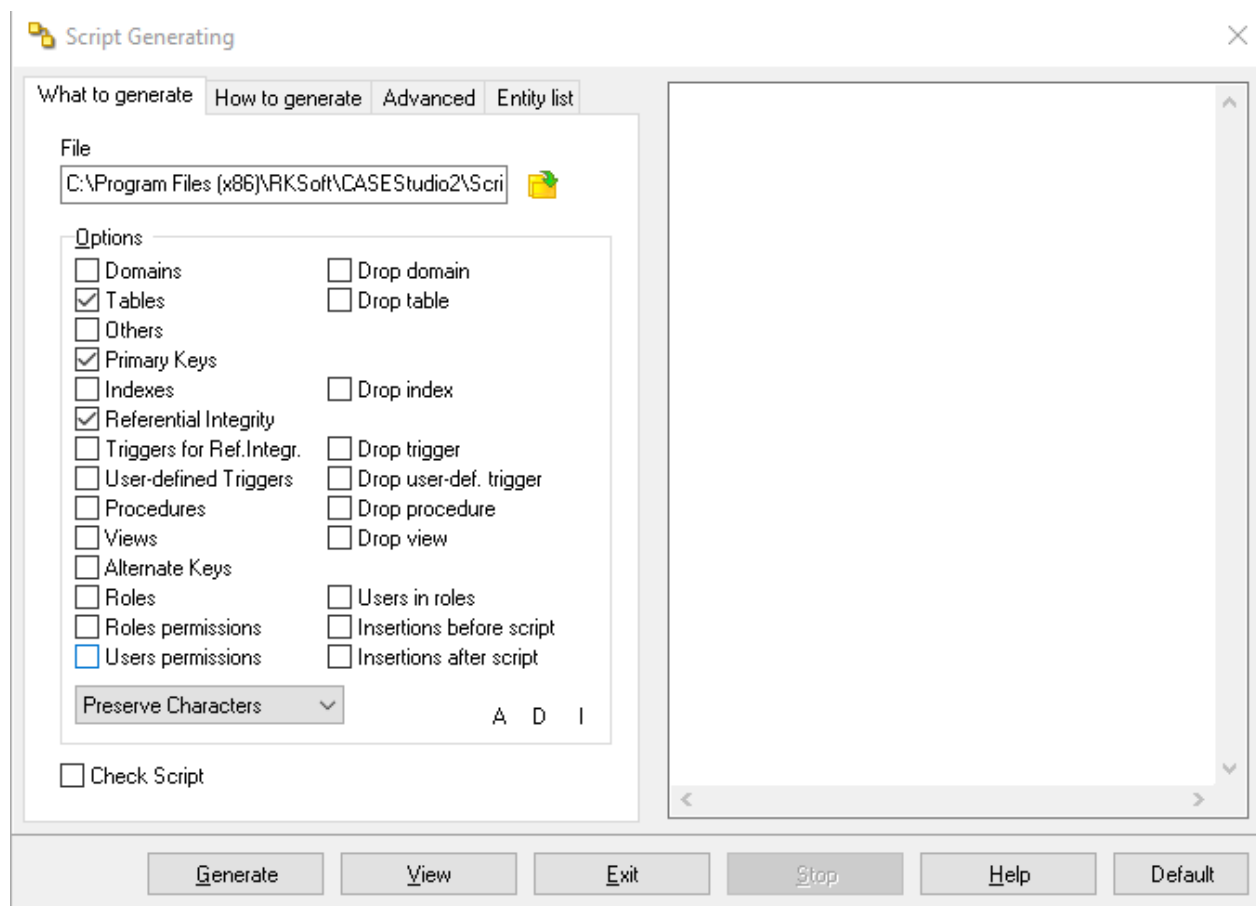 Script Generating
What to generate How to generate Advanced Entity list
File
C:\Program Files (x86)\RKSoft\CASEStudio2\Scri
Options
Domains Drop domain
Tables Drop table
Others
Primary Keys
Indexes Drop index
Referential Integrity
Triggers for Ref.Integr. Drop trigger
User-defined Triggers Drop user-def. trigger
Procedures Drop procedure
Views Drop view
Alternate Keys
Roles Users in roles
Roles permissions Insertions before script
Users permissions Insertions after script
Preserve Characters A D I
Check Script
Generate View Exit Stop Help Default